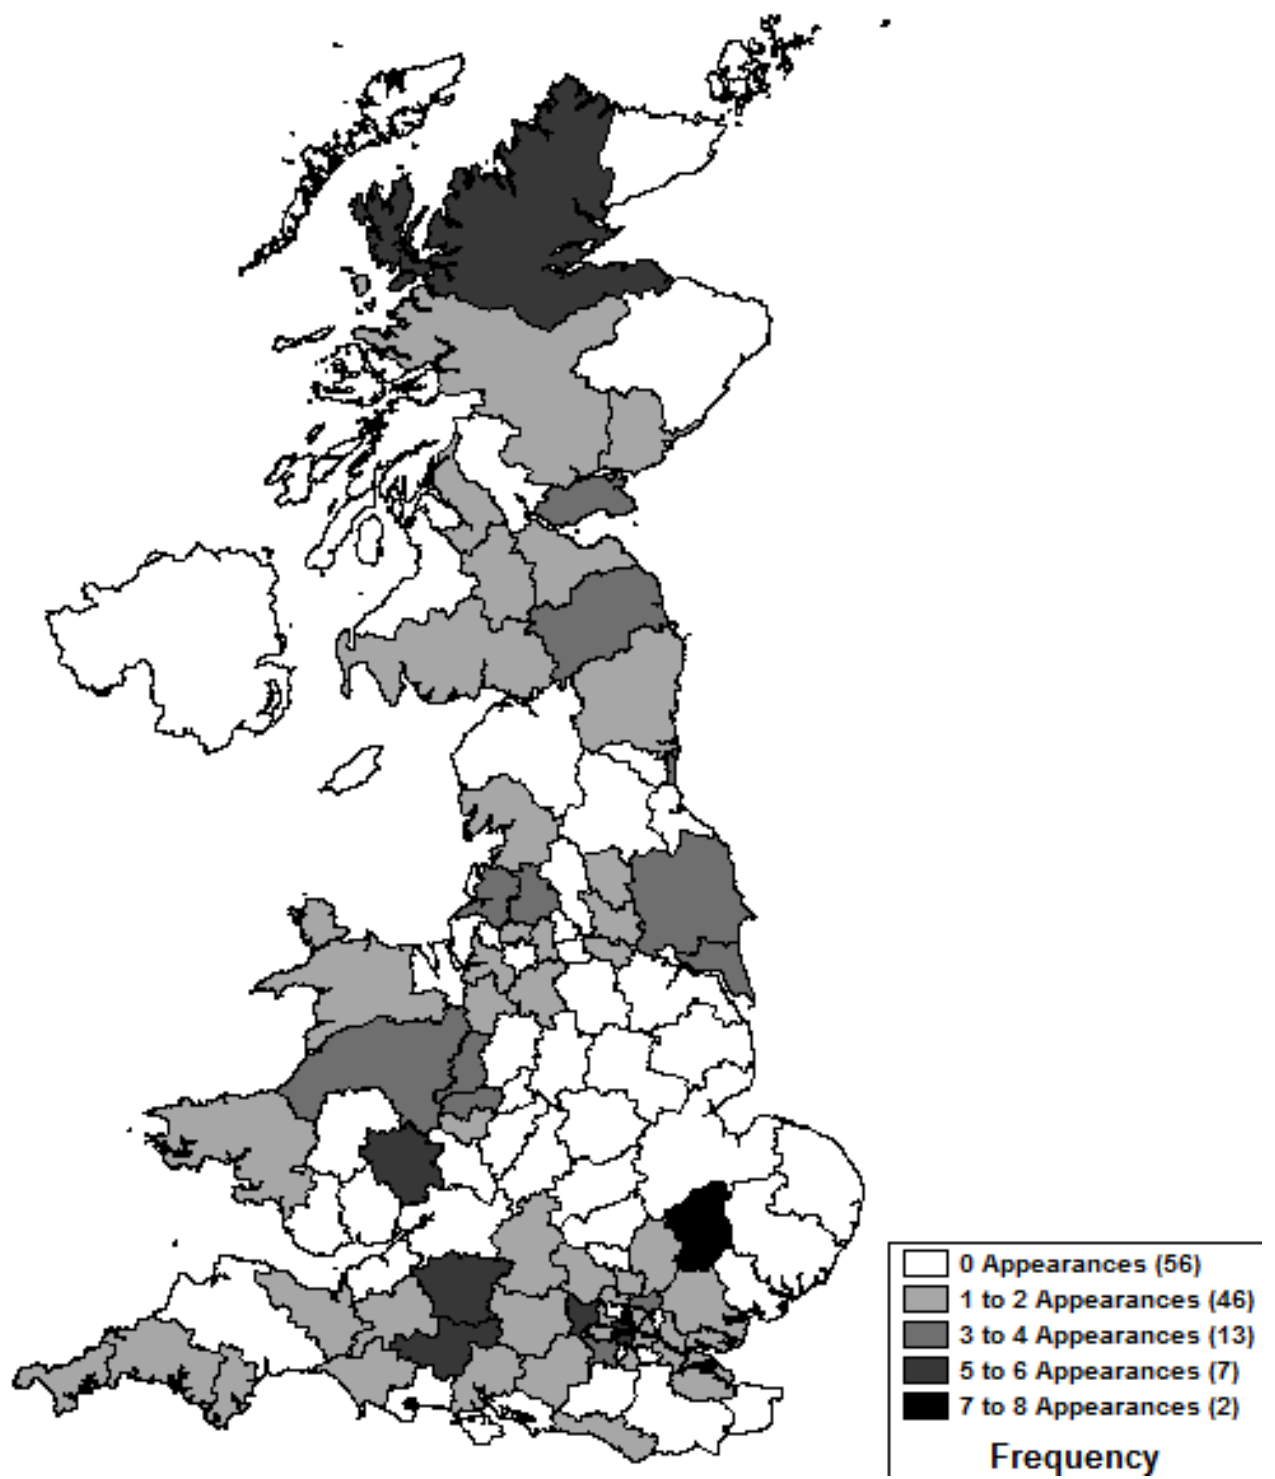 0 Appearances (56)
1 to 2 Appearances (46)
3 to 4 Appearances (13)
5 to 6 Appearances (7)
7 to 8 Appearances (2)
Frequency